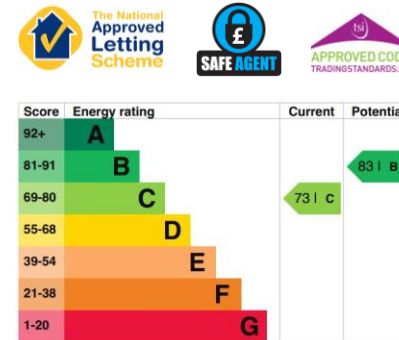 The National
Approved
Letting
Scheme
£
SAFE AGENT
tsi
APPROVED COD
TRADINGSTANDARDS.
Score Energy rating Current Potentia
92+ A
81-91 B 83 | B
69-80 C 73 | C
55-68 D
39-54 E
21-38 F
1-20 G